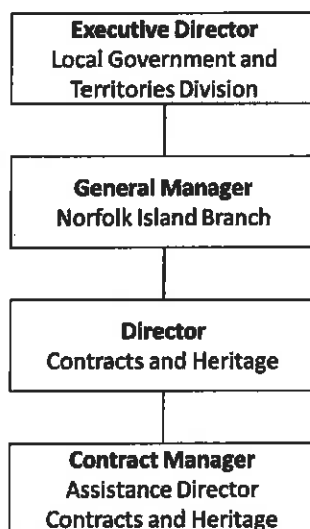 Executive Director
Local Government and
Territories Division
General Manager
Norfolk Island Branch
Director
Contracts and Heritage
Contract Manager
Assistance Director
Contracts and Heritage